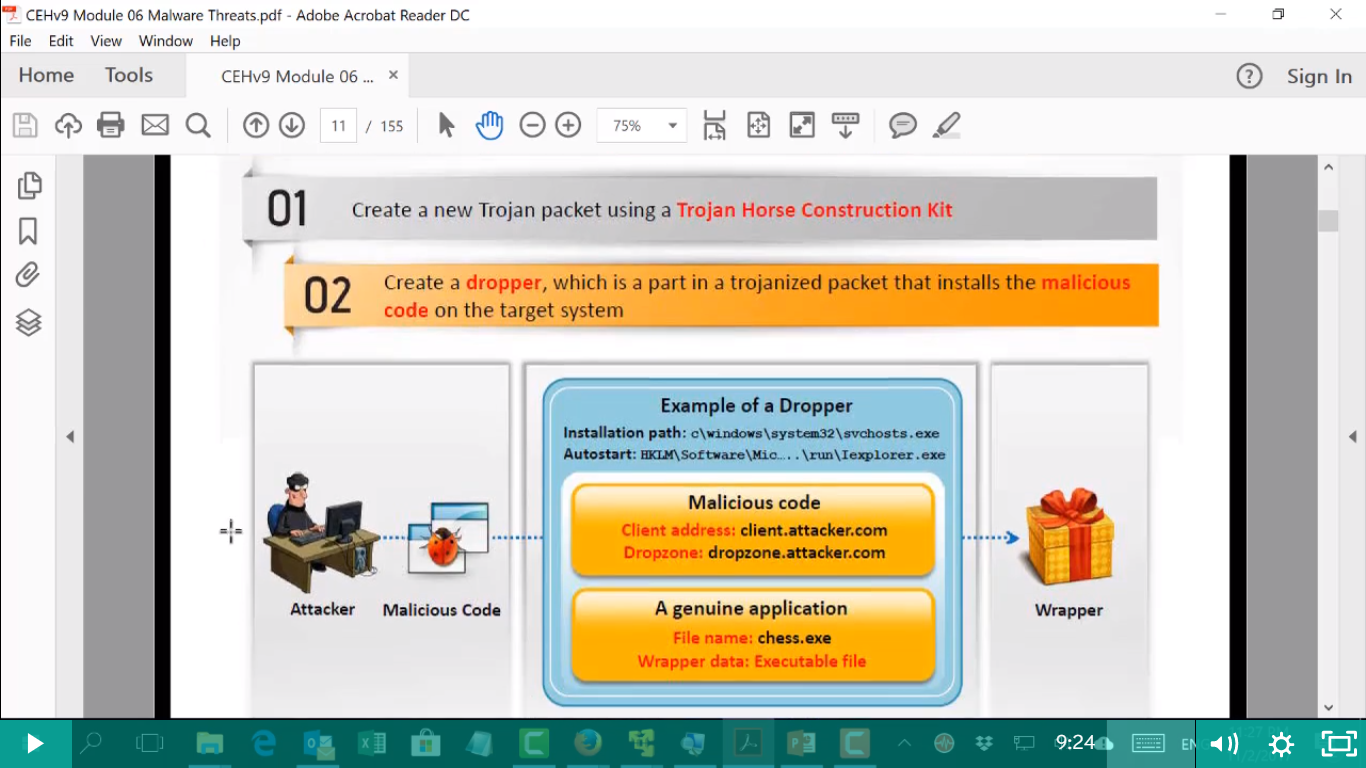 CEHv9 Module 06 Malware Threats.pdf - Adobe Acrobat Reader DC
File Edit View Window Help
Home Tools CEHv9 Module 06 ... × ? Sign In
11 / 155 75%
01 Create a new Trojan packet using a Trojan Horse Construction Kit
02 Create a dropper, which is a part in a trojanized packet that installs the malicious
code on the target system
Example of a Dropper
Installation path: c\windows\system32\svchosts.exe
Autostart: HKLM\Software\Mic.....\run\Iexplorer.exe
Malicious code
Client address: client.attacker.com
Dropzone: dropzone.attacker.com
A genuine application
File name: chess.exe
Wrapper data: Executable file
Attacker Malicious Code Wrapper
9:24 EN